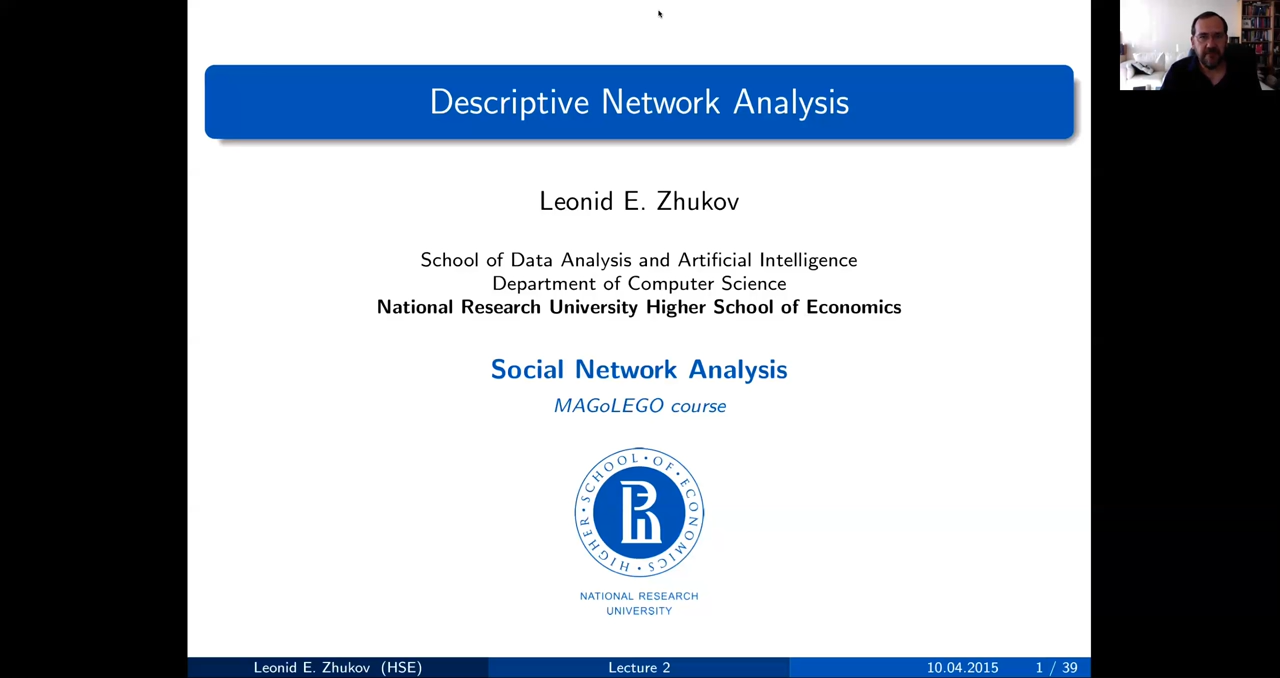 Descriptive Network Analysis
Leonid E. Zhukov
School of Data Analysis and Artificial Intelligence
Department of Computer Science
National Research University Higher School of Economics
Social Network Analysis
MAGoLEGO course
HIGHER • SCHOOL • OF • ECONOMICS •
NATIONAL RESEARCH
UNIVERSITY
Leonid E. Zhukov (HSE) Lecture 2 10.04.2015 1 / 39